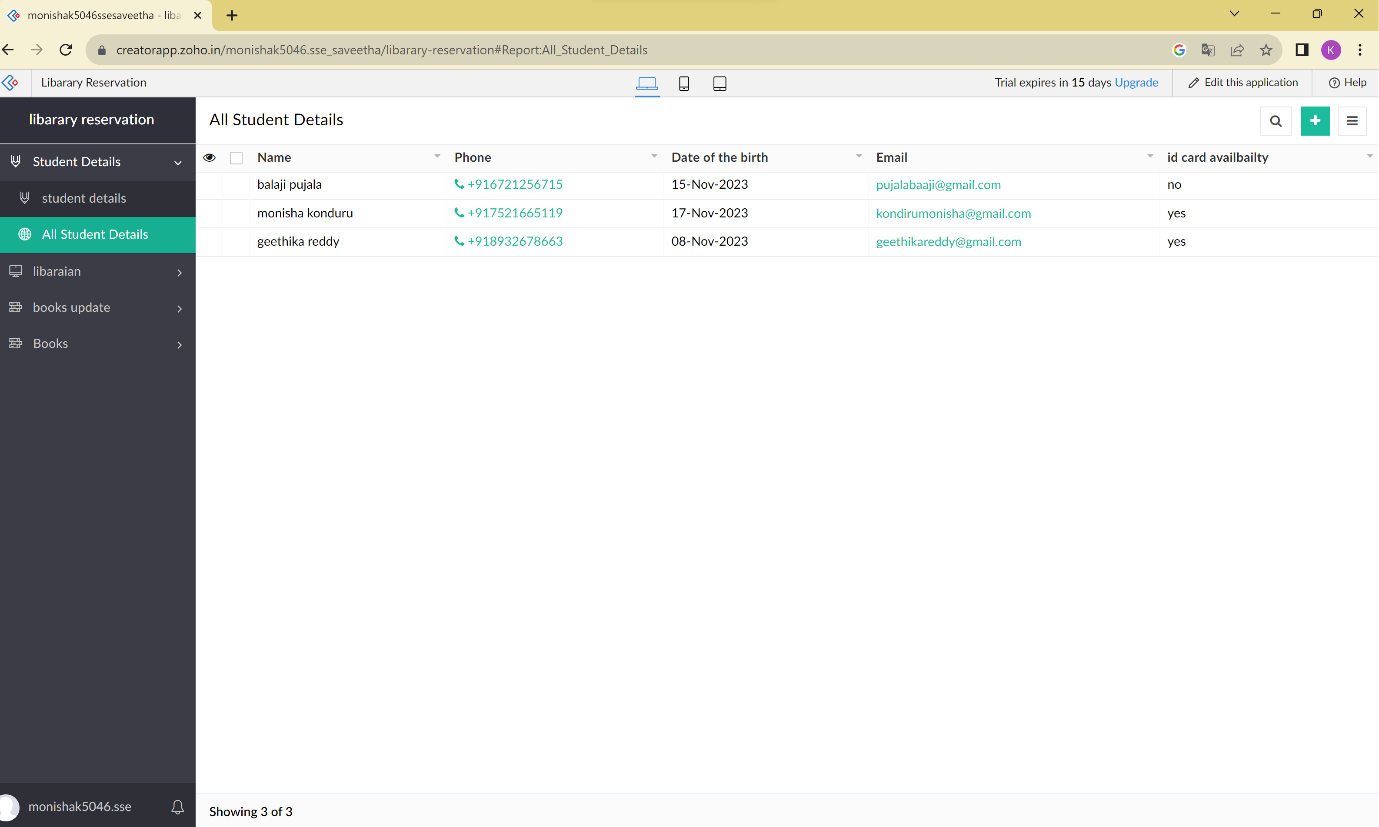 monishak5046ssesaveetha - liba
creatorapp.zoho.in/monishak5046.sse_saveetha/libarary-reservation#Report:All_Student_Details
G
K
Libarary Reservation
Trial expires in 15 days Upgrade
Edit this application
Help
libarary reservation
All Student Details
Student Details
student details
All Student Details
libaraian
books update
Books
Name Phone Date of the birth Email id card availbailty
balaji pujala +916721256715 15-Nov-2023 pujalabaaji@gmail.com no
monisha konduru +917521665119 17-Nov-2023 kondirumonisha@gmail.com yes
geethika reddy +918932678663 08-Nov-2023 geethikareddy@gmail.com yes
monishak5046.sse
Showing 3 of 3